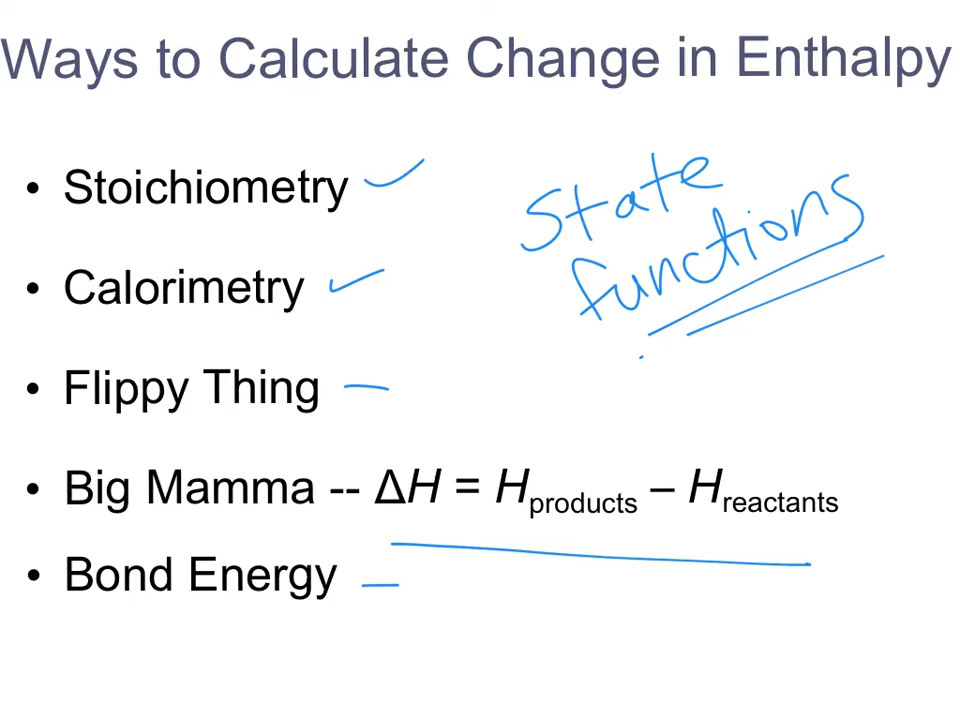 Ways to Calculate Change in Enthalpy
• Stoichiometry
• Calorimetry
state
functions
• Flippy Thing
• Big Mamma -- ΔH = Hproducts – Hreactants
• Bond Energy